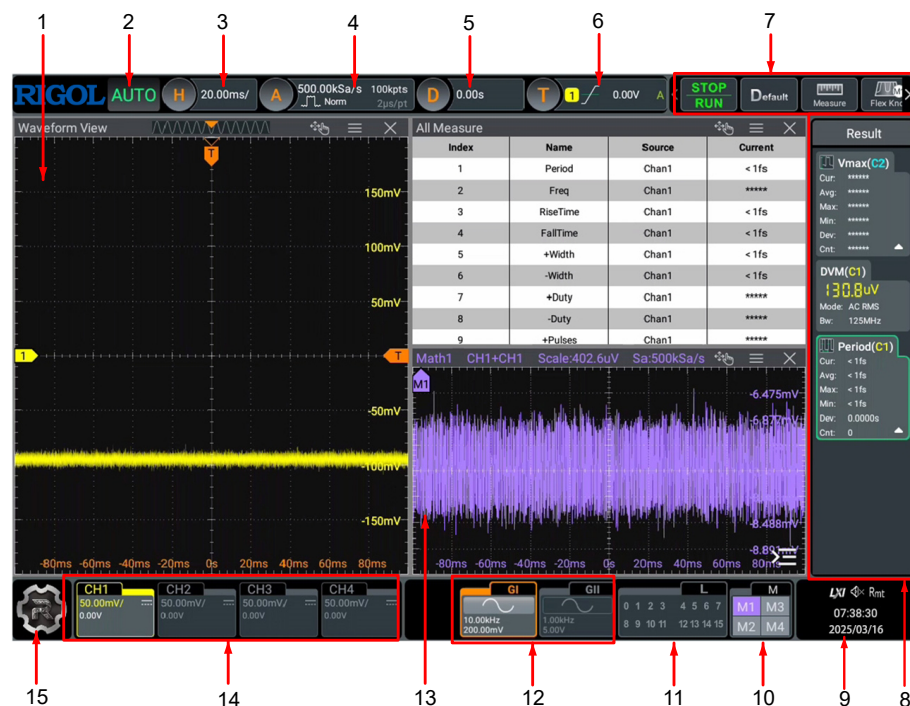 1 2 3 4 5 6 7
RIGOL AUTO H 20.00ms/ A 500.00kSa/s 100kpts Norm 2µs/pt D 0.00s T 1 0.00V A STOP RUN Default Measure Flex Kno
Waveform View
T
150mV
100mV
50mV
1 T
-50mV
-100mV
-150mV
-80ms -60ms -40ms -20ms 0s 20ms 40ms 60ms 80ms
All Measure
Index Name Source Current
1 Period Chan1 < 1fs
2 Freq Chan1 *****
3 RiseTime Chan1 < 1fs
4 FallTime Chan1 < 1fs
5 +Width Chan1 < 1fs
6 -Width Chan1 < 1fs
7 +Duty Chan1 *****
8 -Duty Chan1 *****
9 +Pulses Chan1 *****
Math1 CH1+CH1 Scale:402.6uV Sa:500kSa/s
M1
-6.475mV
-6.877mV
-8.488mV
-80ms -60ms -40ms -20ms 0s 20ms 40ms 60ms
Result
Vmax(C2)
Cur: ******
Avg: ******
Max: ******
Min: ******
Dev: ******
Cnt: ******
DVM(C1)
130.8uV
Mode: AC RMS
Bw: 125MHz
Period(C1)
Cur: < 1fs
Avg: < 1fs
Max: < 1fs
Min: < 1fs
Dev: 0.0000s
Cnt: 0
CH1 CH2 CH3 CH4
50.00mV/ 50.00mV/ 50.00mV/ 50.00mV/
0.00V 0.00V 0.00V 0.00V
GI GII
10.00kHz 1.00kHz
200.00mV 5.00V
L
0 1 2 3 4 5 6 7
8 9 10 11 12 13 14 15
M
M1 M3
M2 M4
LXI Rmt
07:38:30
2025/03/16
15 14 13 12 11 10 9 8